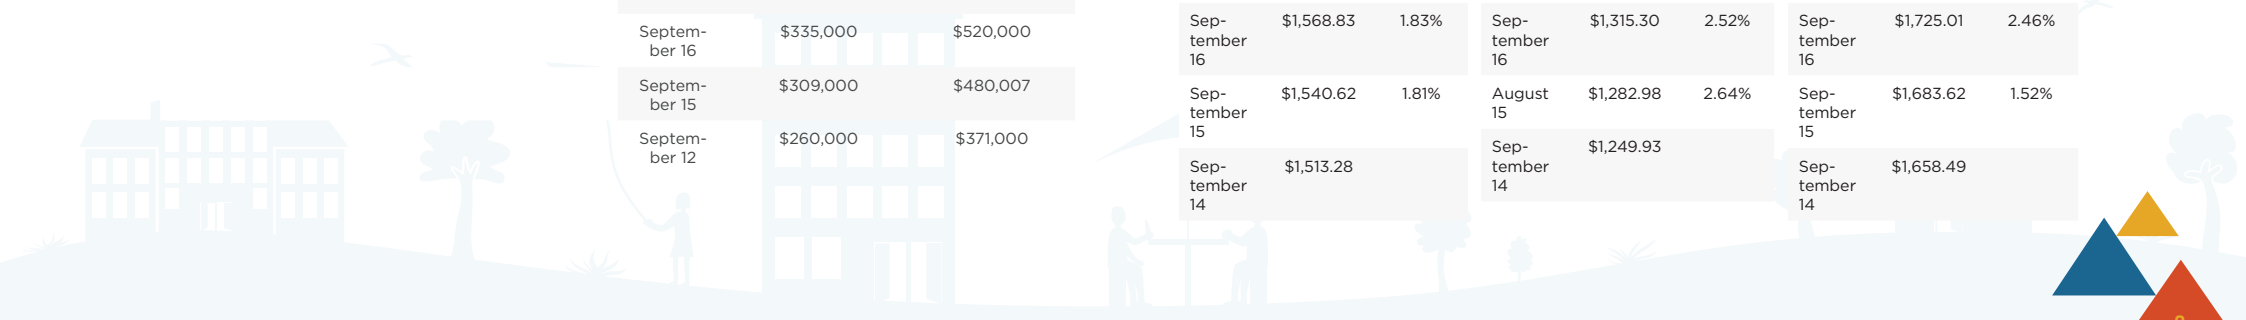 Septem-
ber 16
$335,000
$520,000
Septem-
ber 15
$309,000
$480,007
Septem-
ber 12
$260,000
$371,000
Sep-
tember
16
$1,568.83
1.83%
Sep-
tember
15
$1,540.62
1.81%
Sep-
tember
14
$1,513.28
Sep-
tember
16
$1,315.30
2.52%
August
15
$1,282.98
2.64%
Sep-
tember
14
$1,249.93
Sep-
tember
16
$1,725.01
2.46%
Sep-
tember
15
$1,683.62
1.52%
Sep-
tember
14
$1,658.49